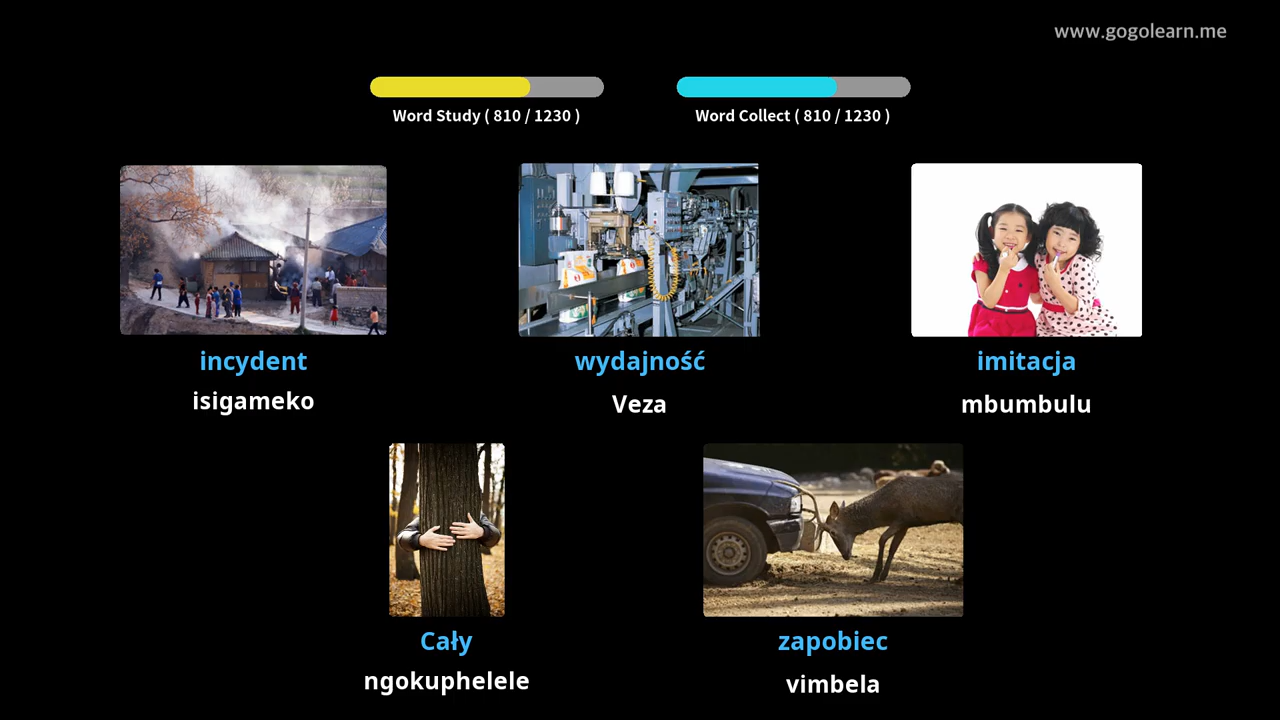 www.gogolearn.me
Word Study ( 810 / 1230 )
Word Collect ( 810 / 1230 )
incydent
isigameko
wydajność
Veza
imitacja
mbumbulu
Cały
ngokuphelele
zapobiec
vimbela